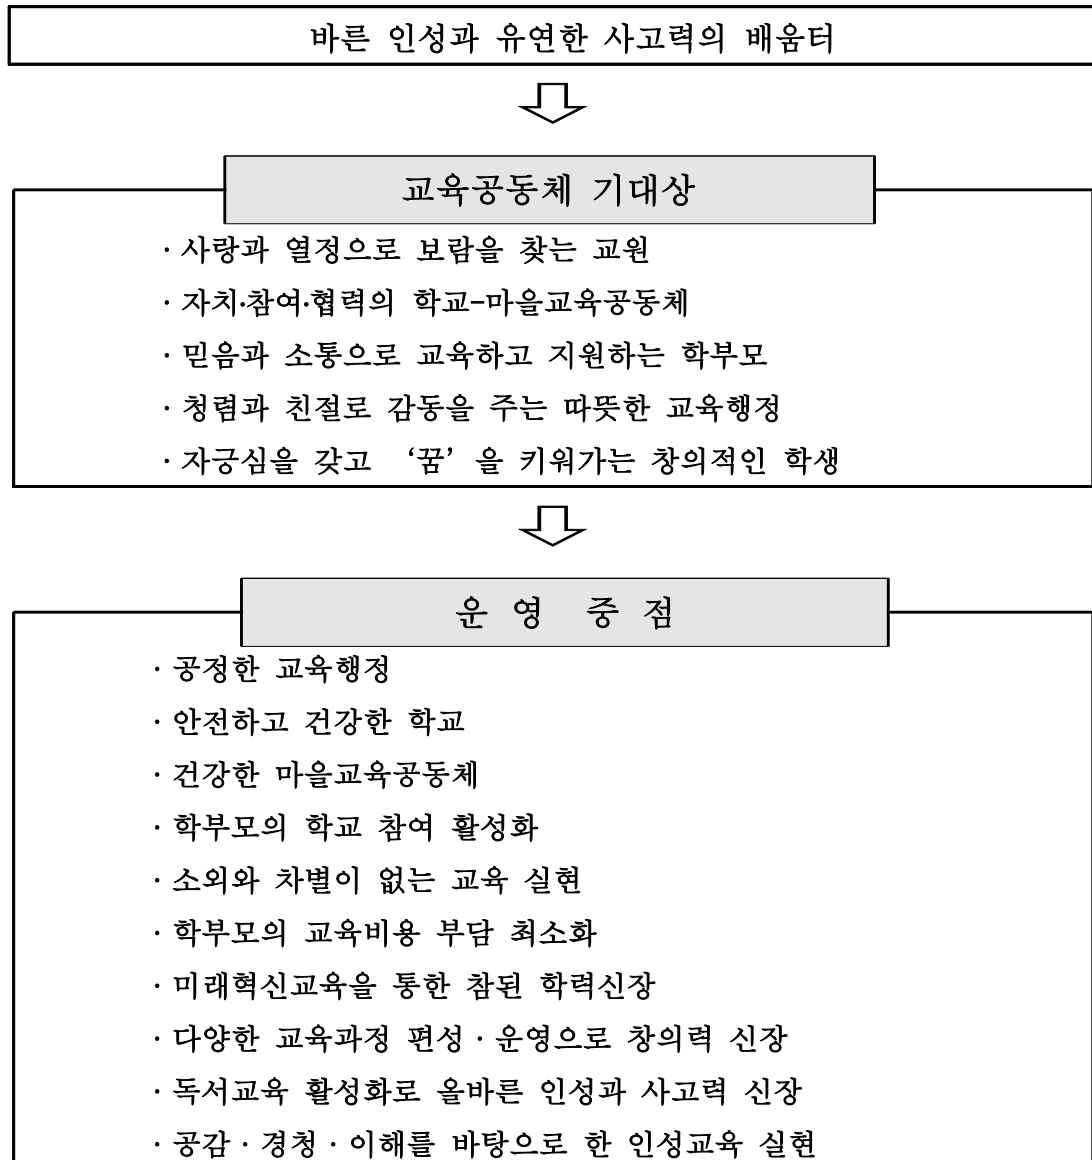 바른 인성과 유연한 사고력의 배움터
교육공동체 기대상
· 사랑과 열정으로 보람을 찾는 교원
· 자치·참여·협력의 학교-마을교육공동체
· 믿음과 소통으로 교육하고 지원하는 학부모
· 청렴과 친절로 감동을 주는 따뜻한 교육행정
· 자긍심을 갖고 ‘꿈’ 을 키워가는 창의적인 학생
운 영 중 점
· 공정한 교육행정
· 안전하고 건강한 학교
· 건강한 마을교육공동체
· 학부모의 학교 참여 활성화
· 소외와 차별이 없는 교육 실현
· 학부모의 교육비용 부담 최소화
· 미래혁신교육을 통한 참된 학력신장
· 다양한 교육과정 편성 · 운영으로 창의력 신장
· 독서교육 활성화로 올바른 인성과 사고력 신장
· 공감 · 경청 · 이해를 바탕으로 한 인성교육 실현